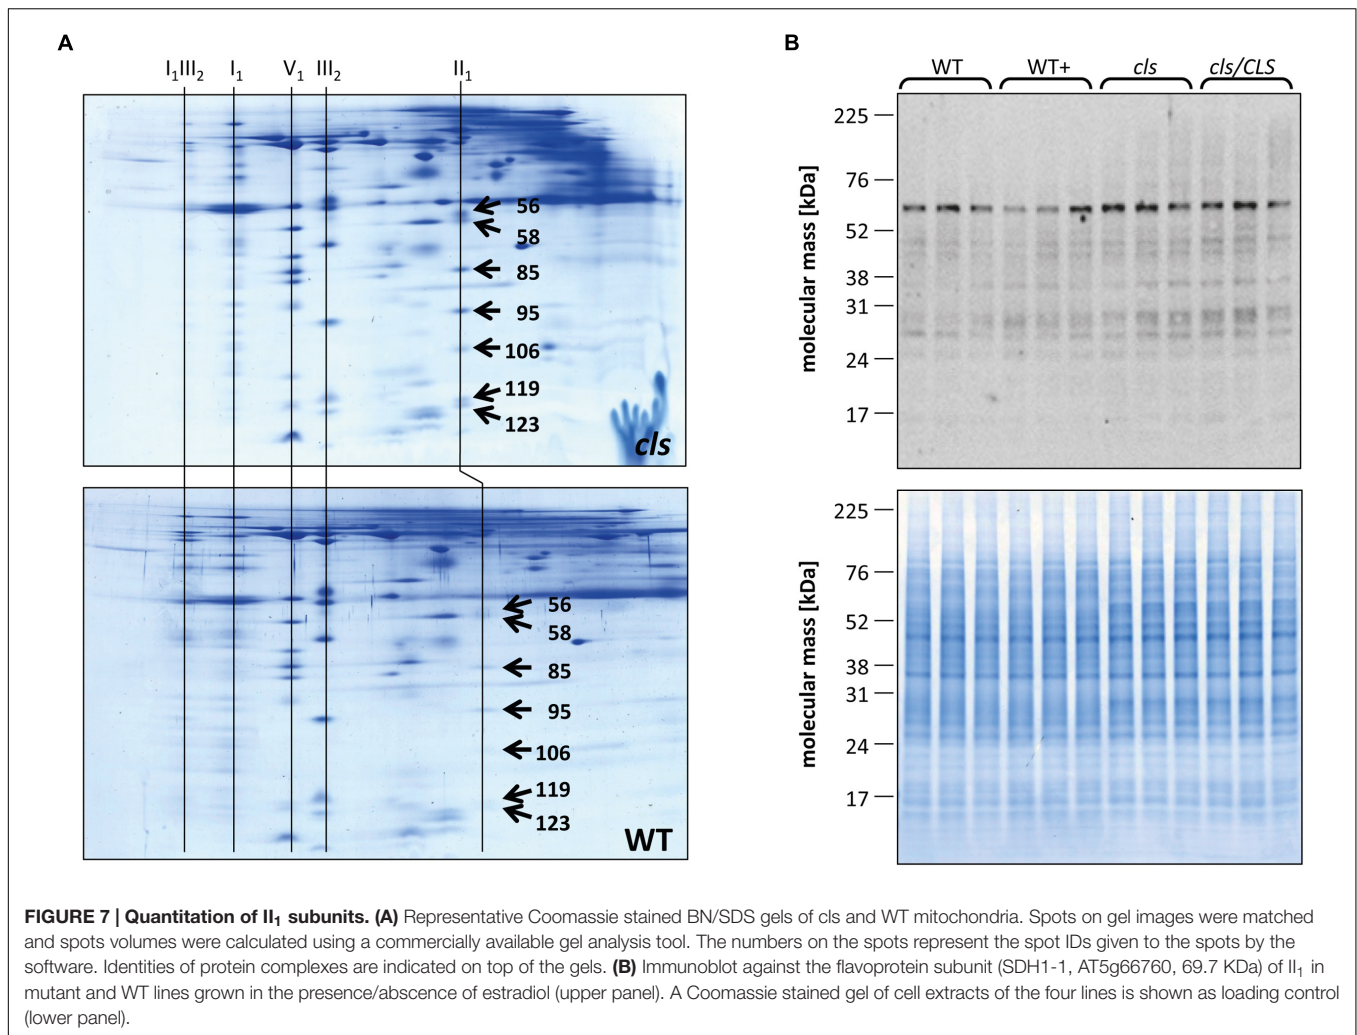 A
I₁III₂ I₁ V₁ III₂ II₁
56
58
85
95
106
119
123
cls
56
58
85
95
106
119
123
WT
B
WT WT+ cls cls/CLS
molecular mass [kDa]
225
76
52
38
31
24
17
molecular mass [kDa]
225
76
52
38
31
24
17
FIGURE 7 | Quantitation of II₁ subunits. (A) Representative Coomassie stained BN/SDS gels of cls and WT mitochondria. Spots on gel images were matched
and spots volumes were calculated using a commercially available gel analysis tool. The numbers on the spots represent the spot IDs given to the spots by the
software. Identities of protein complexes are indicated on top of the gels. (B) Immunoblot against the flavoprotein subunit (SDH1-1, AT5g66760, 69.7 KDa) of II₁ in
mutant and WT lines grown in the presence/abscence of estradiol (upper panel). A Coomassie stained gel of cell extracts of the four lines is shown as loading control
(lower panel).